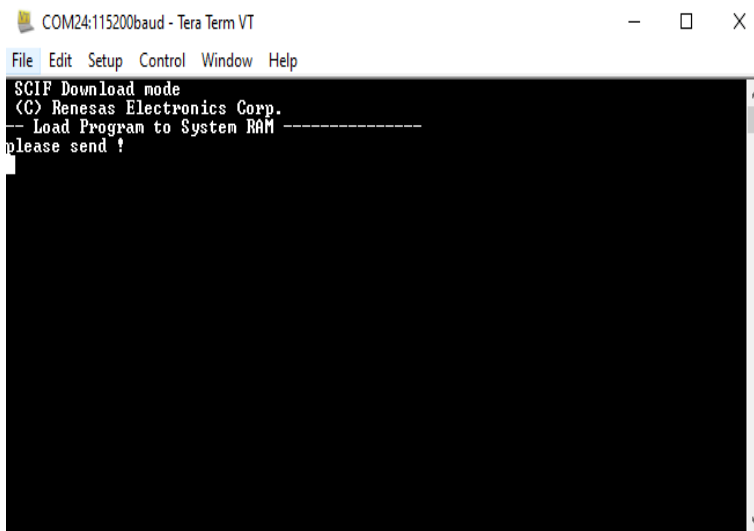 COM24:115200baud - Tera Term VT
File Edit Setup Control Window Help
SCIF Download mode
(C) Renesas Electronics Corp.
-- Load Program to System RAM ---------------
please send !